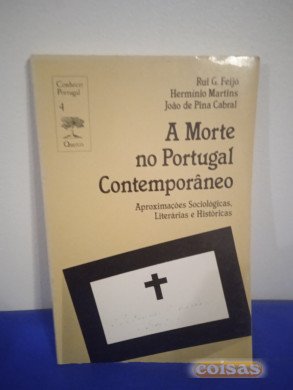 Conhecer
Portugal
4
Rui G. Feijó
Hermínio Martins
João de Pina Cabral
A Morte
no Portugal
Contemporâneo
Aproximações Sociológicas,
Literárias e Históricas
coisas